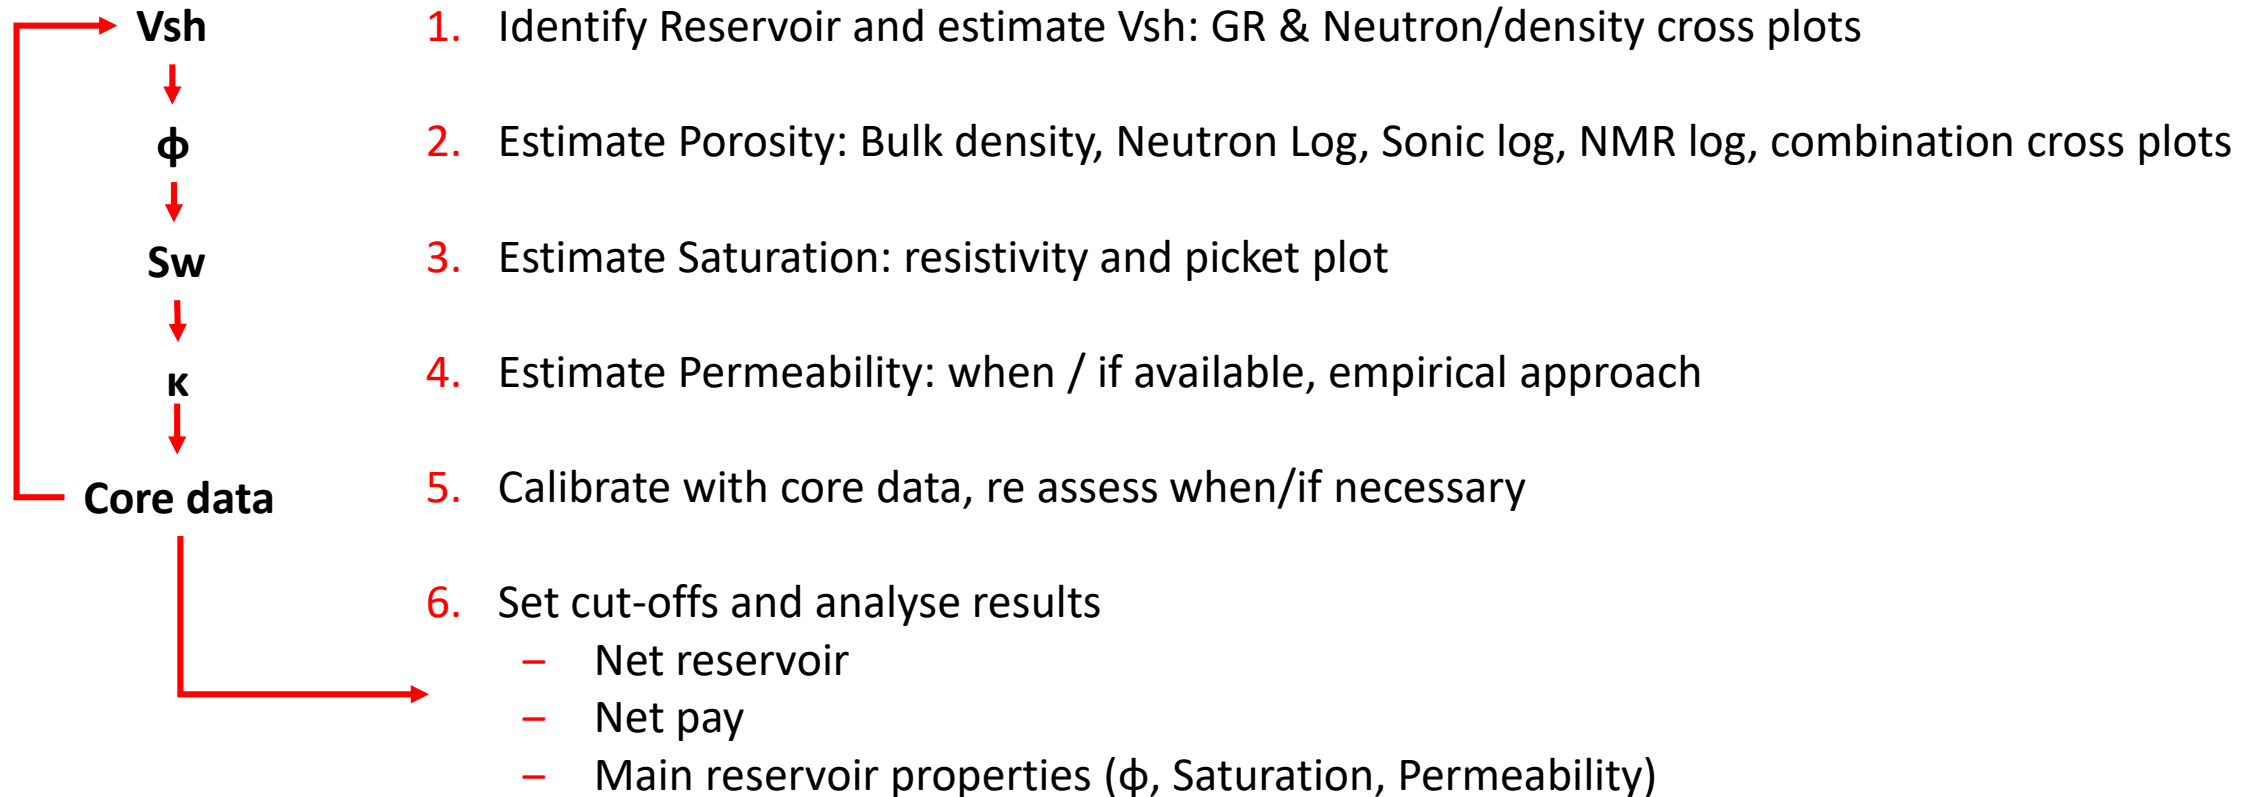 Vsh
1. Identify Reservoir and estimate Vsh: GR & Neutron/density cross plots
ф
2. Estimate Porosity: Bulk density, Neutron Log, Sonic log, NMR log, combination cross plots
Sw
3. Estimate Saturation: resistivity and picket plot
κ
4. Estimate Permeability: when / if available, empirical approach
Core data
5. Calibrate with core data, re assess when/if necessary
6. Set cut-offs and analyse results
– Net reservoir
– Net pay
– Main reservoir properties (ф, Saturation, Permeability)